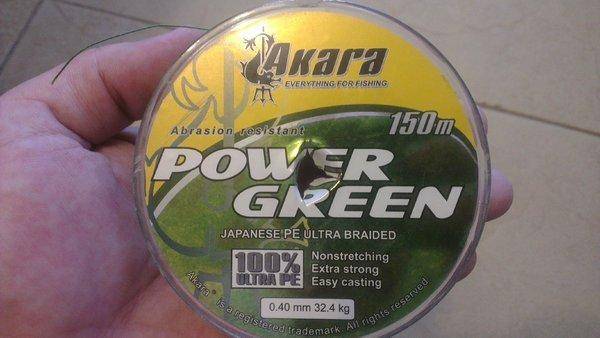 Akara
EVERYTHING FOR FISHING
Abrasion resistant
150m
POWER
GREEN
JAPANESE PE ULTRA BRAIDED
100%
ULTRA PE
Nonstretching
Extra strong
Easy casting
0.40 mm 32.4 kg
Akara ® is a registered trademark. All rights reserved